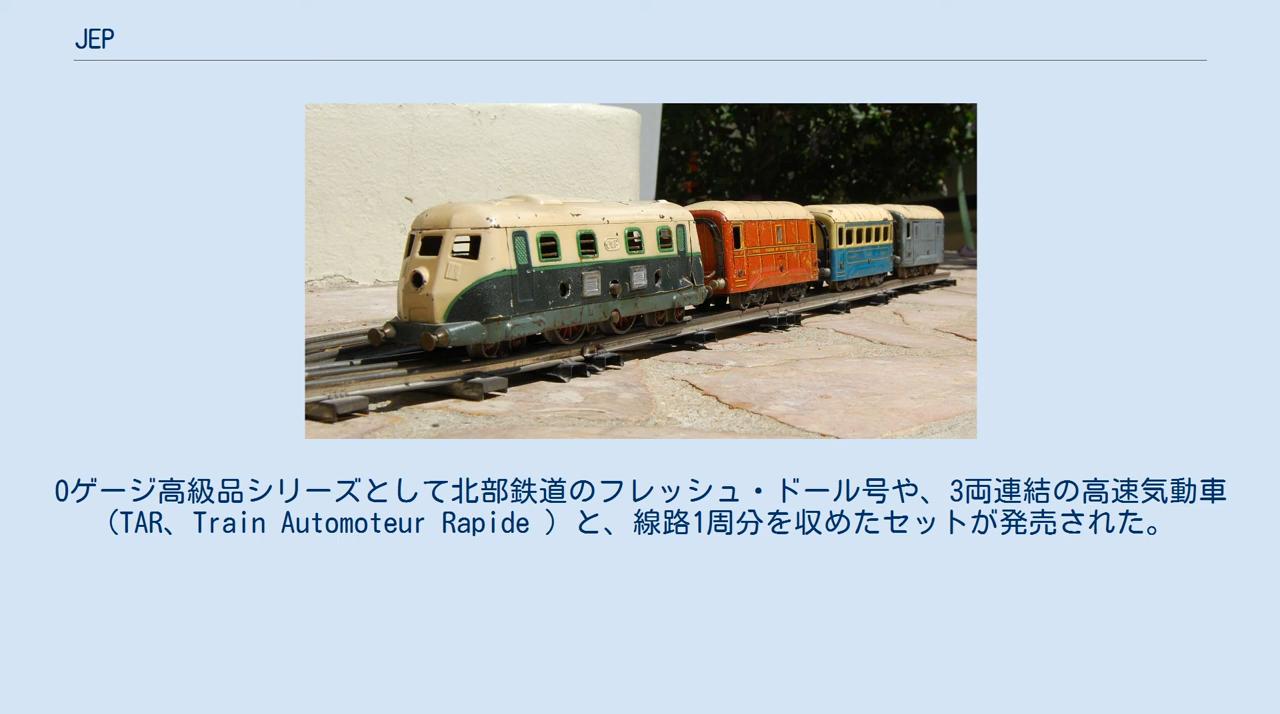 JEP
Oゲージ高級品シリーズとして北部鉄道のフレッシュ・ドール号や、3両連結の高速気動車
（TAR、Train Automoteur Rapide ）と、線路1周分を収めたセットが発売された。